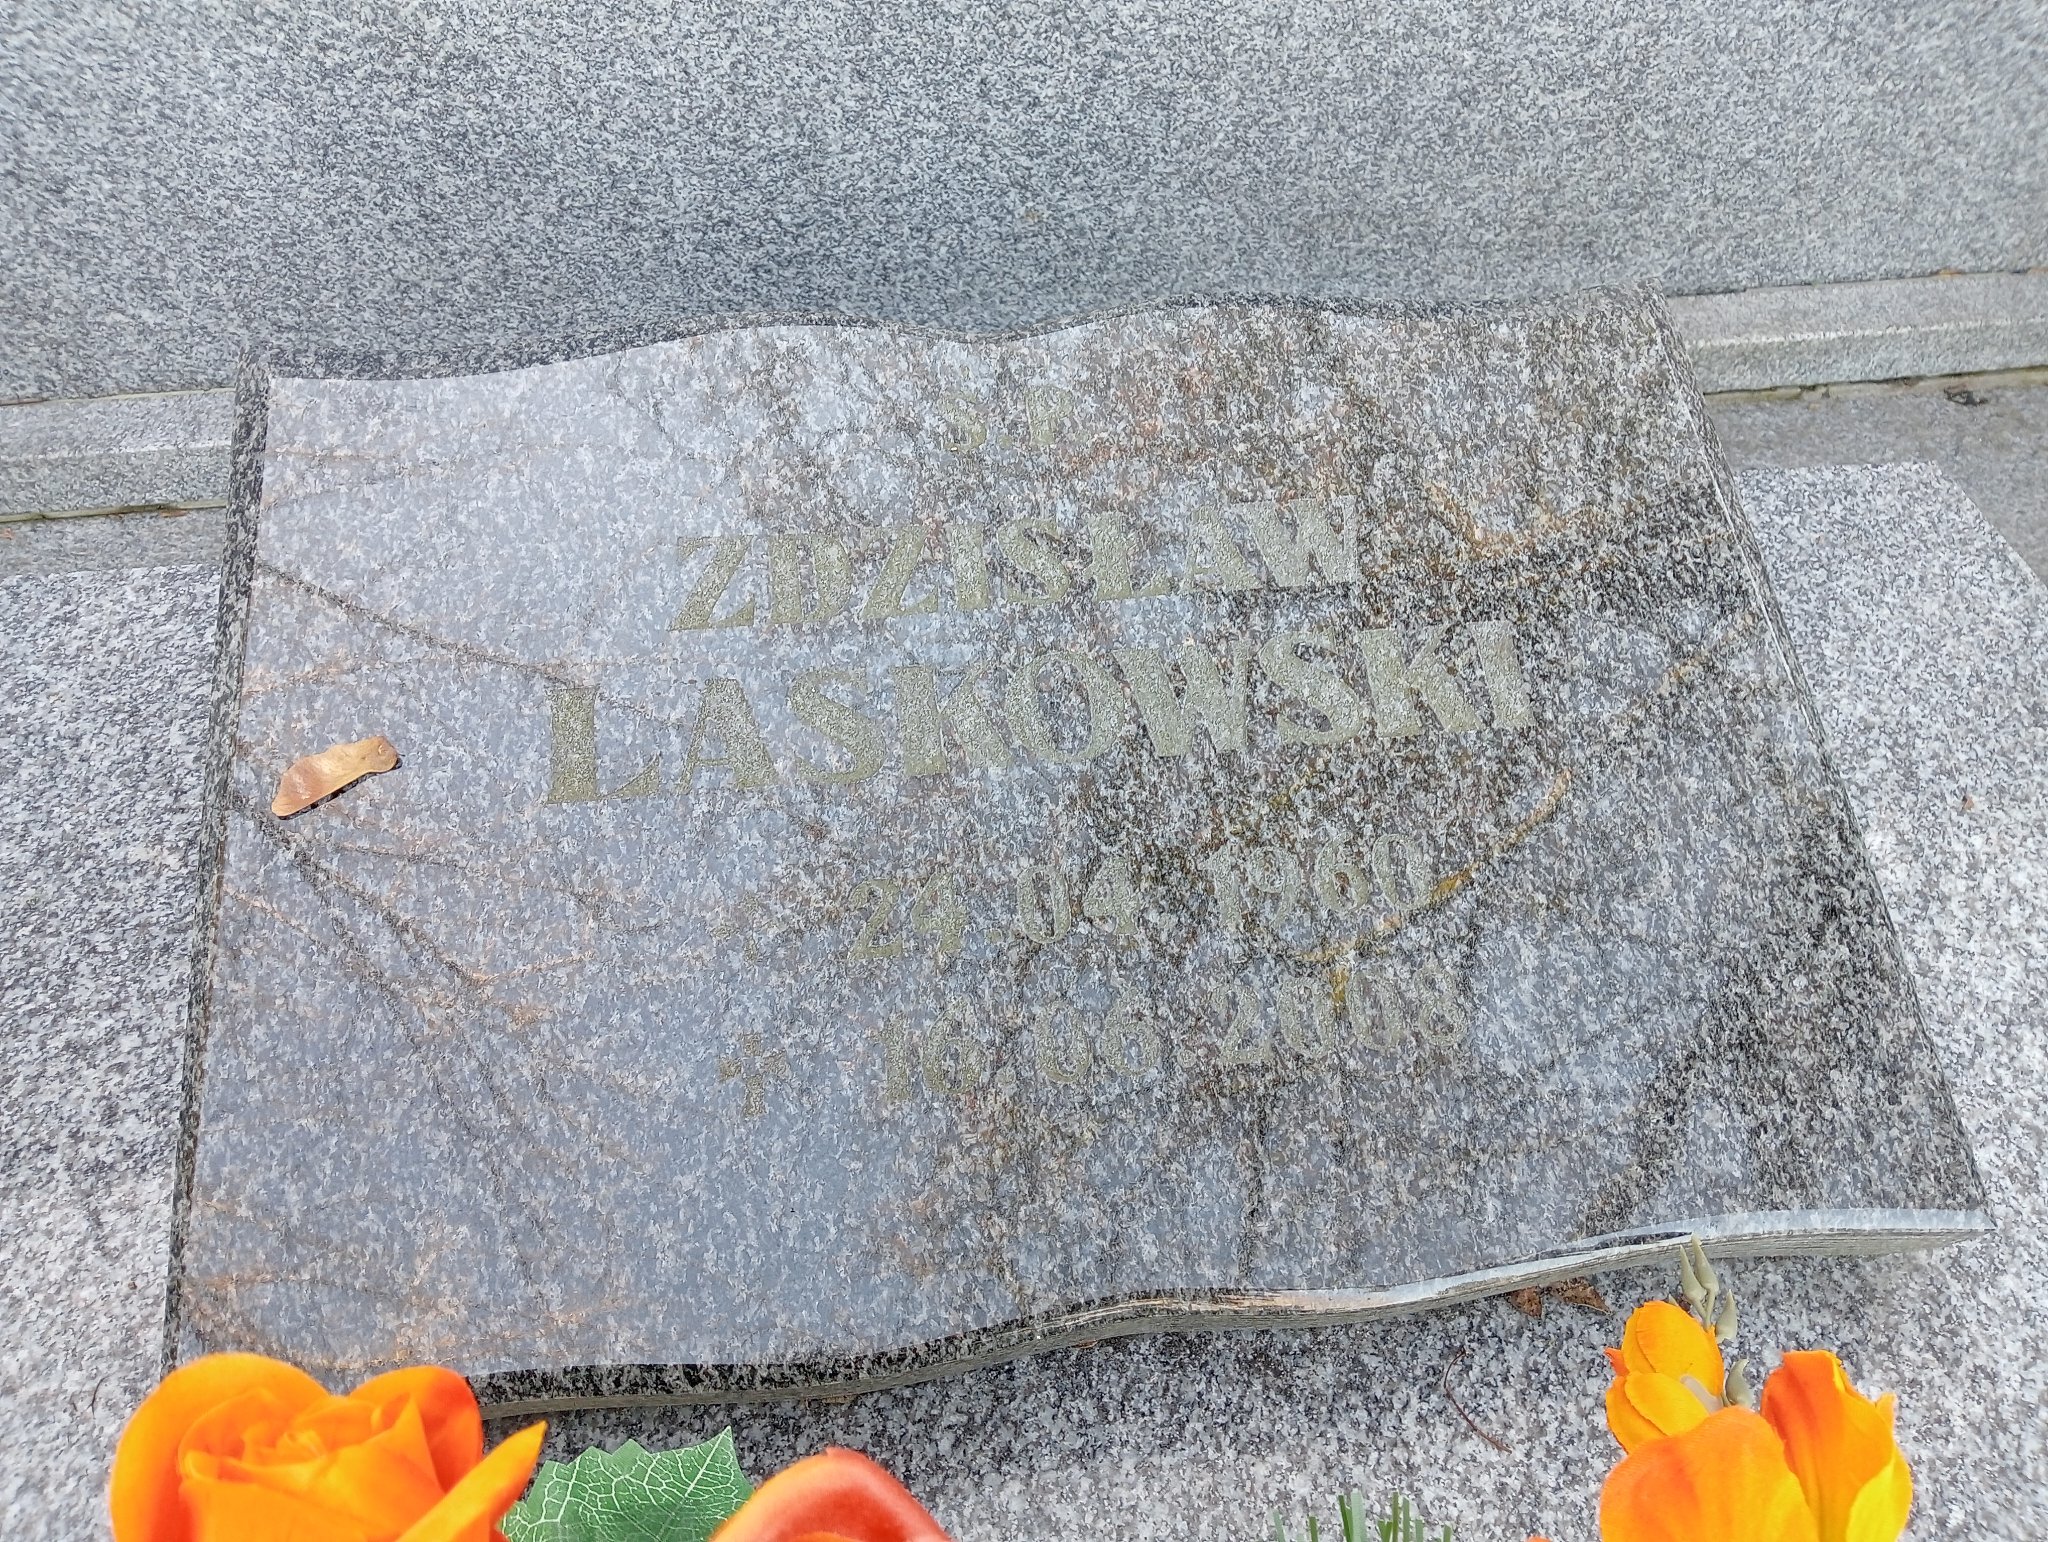 Ś.P.
ZDZISŁAW
LASKOWSKI
* 24.04.1960
✝ 16.06.2008